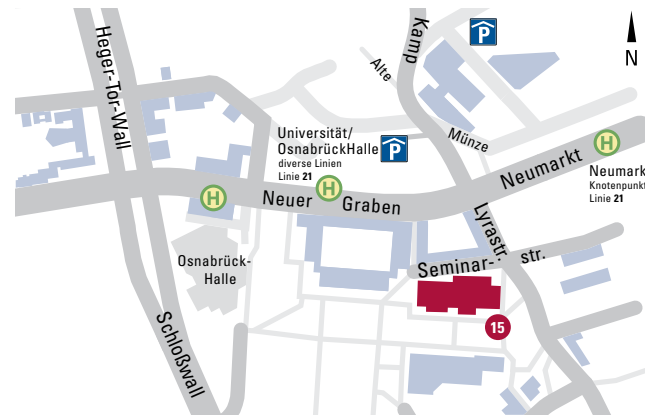 Heger-Tor-Wall
Kamp
P
N
Alte
Münze
Universität/
OsnabrückHalle
diverse Linien
Linie 21
P
H
Neumarkt
H
Neumark
Knotenpunkt
Linie 21
H
Neuer Graben
Lyrastr.
Osnabrück-
Halle
Seminar- str.
Schloßwall
15